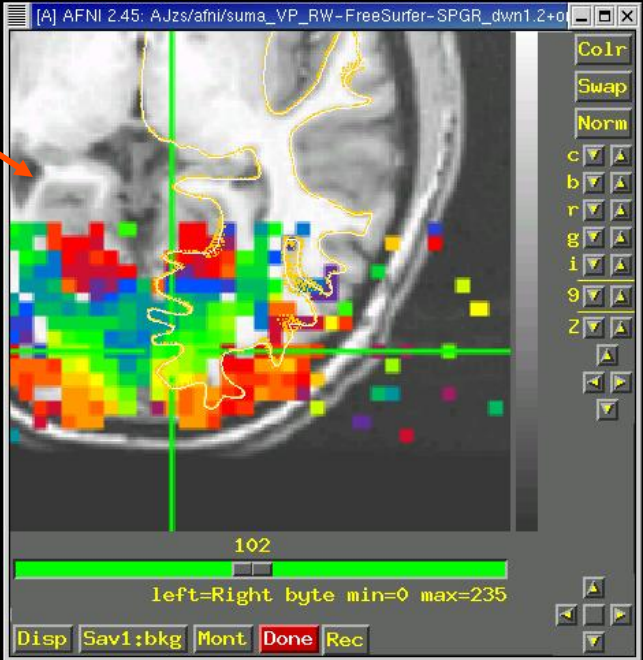 [A] AFNI 2.45: AJzs/afni/suma_VP_RW-FreeSurfer-SPGR_dwn1.2+o
Colr
Swap
Norm
c
b
r
g
i
9
Z
102
left=Right byte min=0 max=235
Disp Sav1:bkg Mont Done Rec